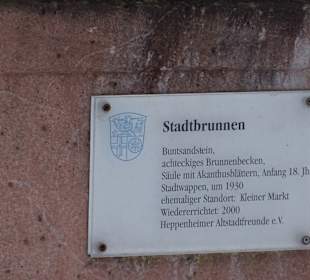 Stadtbrunnen
Buntsandstein,
achteckiges Brunnenbecken,
Säule mit Akanthusblättern, Anfang 18. Jh
Stadtwappen, um 1930
ehemaliger Standort: Kleiner Markt
Wiedererrichtet: 2000
Heppenheimer Altstadtfreunde e.V.